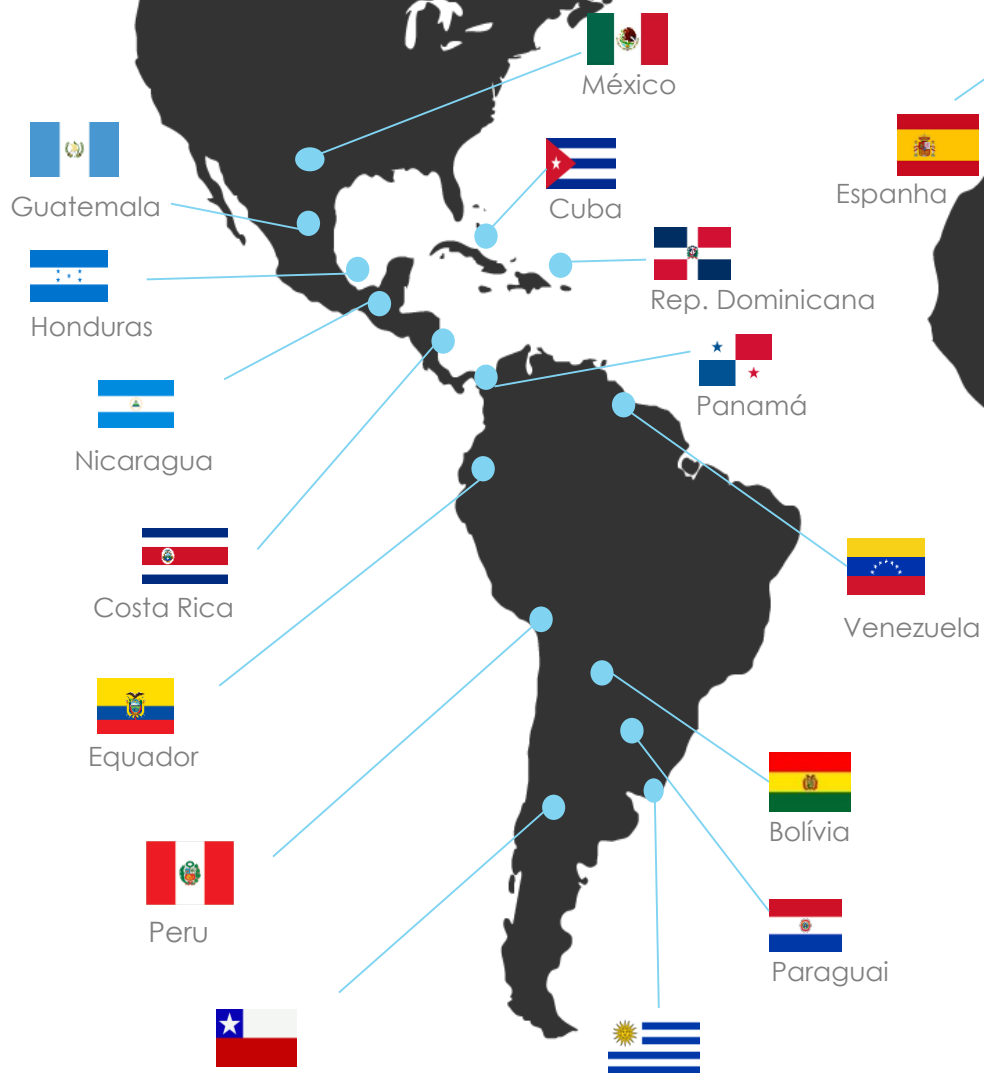 México
Guatemala
Cuba
Espanha
Honduras
Rep. Dominicana
Panamá
Nicaragua
Costa Rica
Venezuela
Equador
Bolívia
Peru
Paraguai